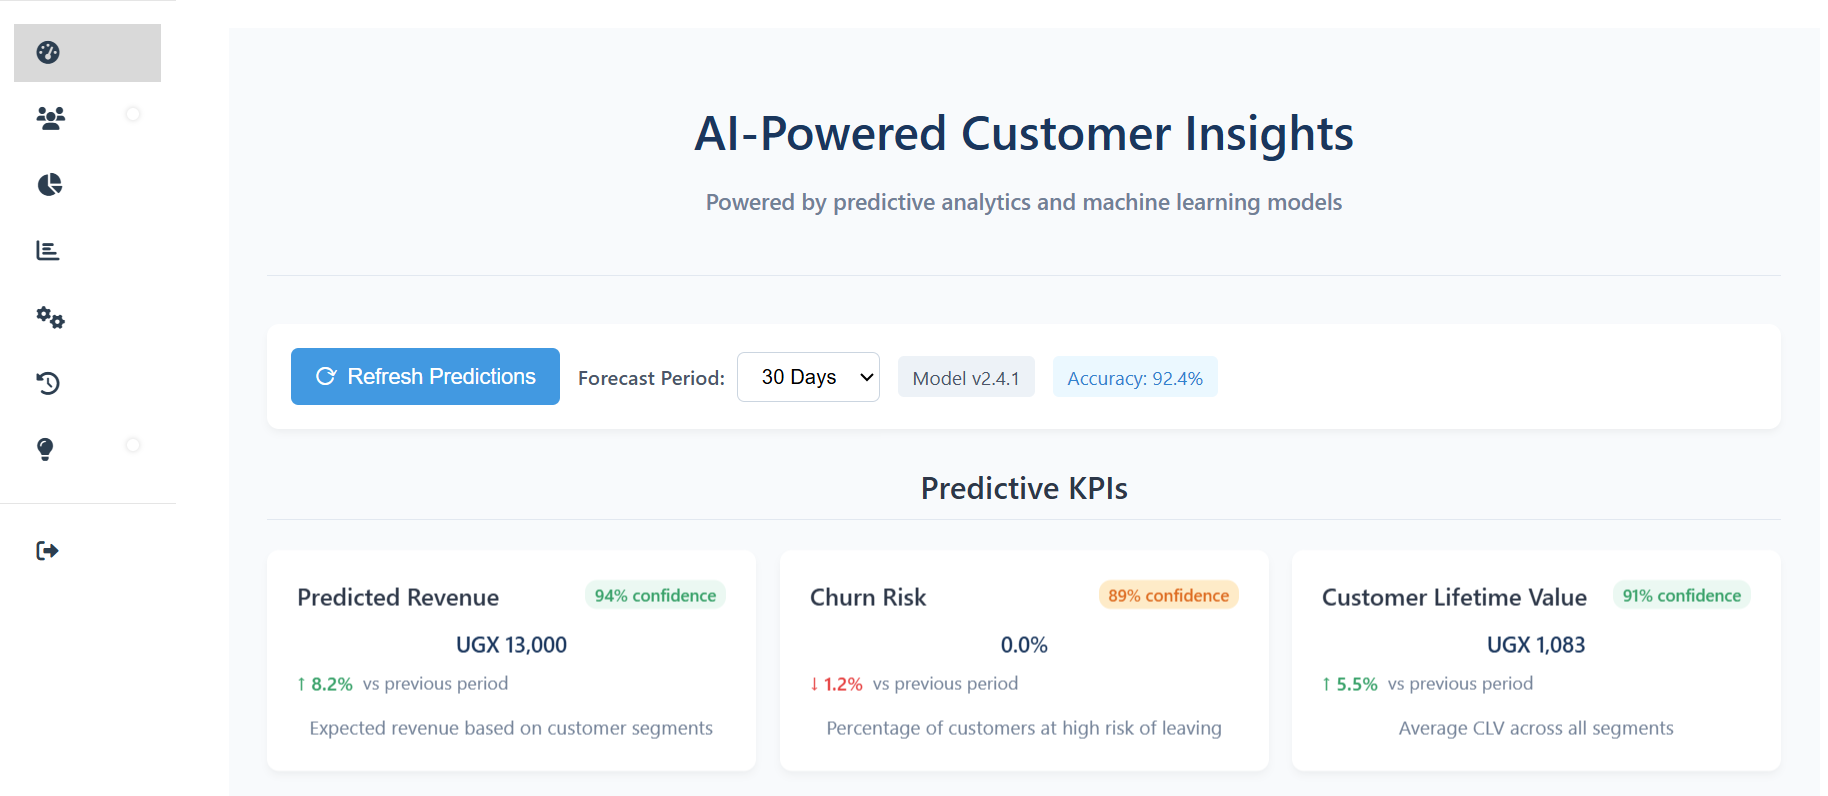 AI-Powered Customer Insights
Powered by predictive analytics and machine learning models
Refresh Predictions
Forecast Period:
30 Days
Model v2.4.1
Accuracy: 92.4%
Predictive KPIs
Predicted Revenue
94% confidence
UGX 13,000
↑ 8.2% vs previous period
Expected revenue based on customer segments
Churn Risk
89% confidence
0.0%
↓ 1.2% vs previous period
Percentage of customers at high risk of leaving
Customer Lifetime Value
91% confidence
UGX 1,083
↑ 5.5% vs previous period
Average CLV across all segments